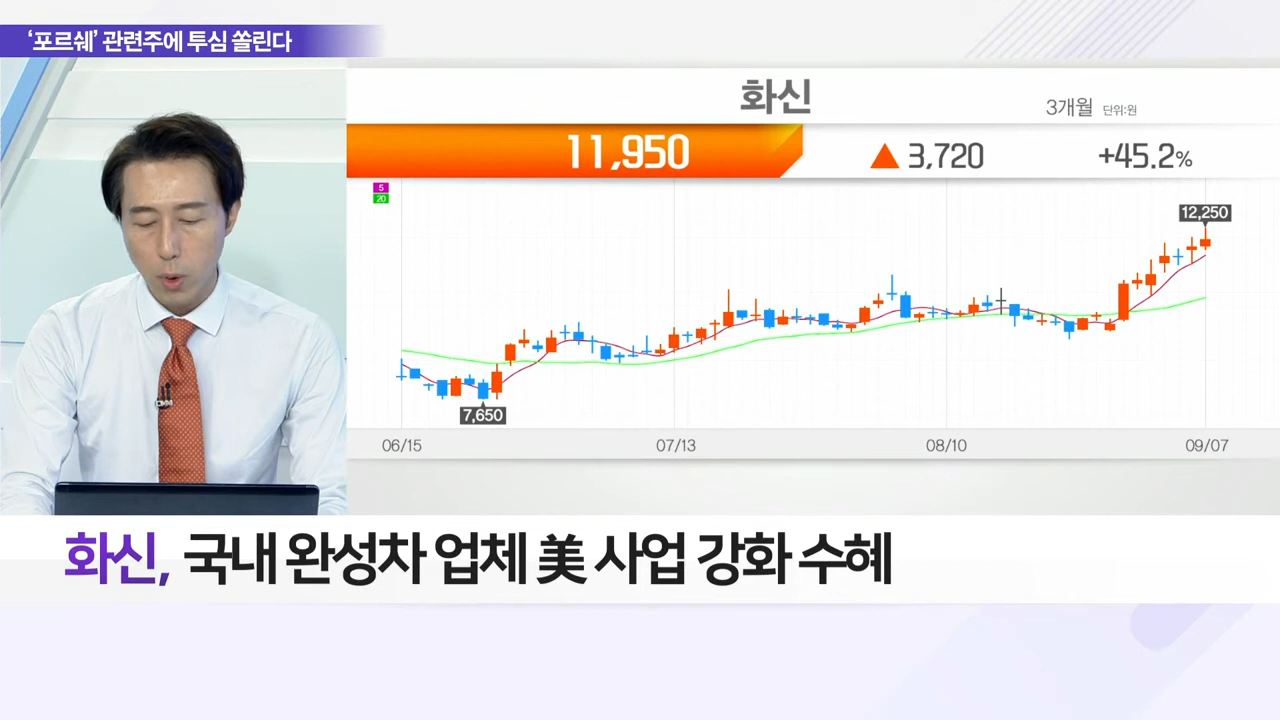 ‘포르쉐’ 관련주에 투심 쏠린다
화신
3개월 단위:원
11,950 ▲ 3,720 +45.2%
5
20
12,250
7,650
06/15 07/13 08/10 09/07
화신, 국내 완성차 업체 美 사업 강화 수혜